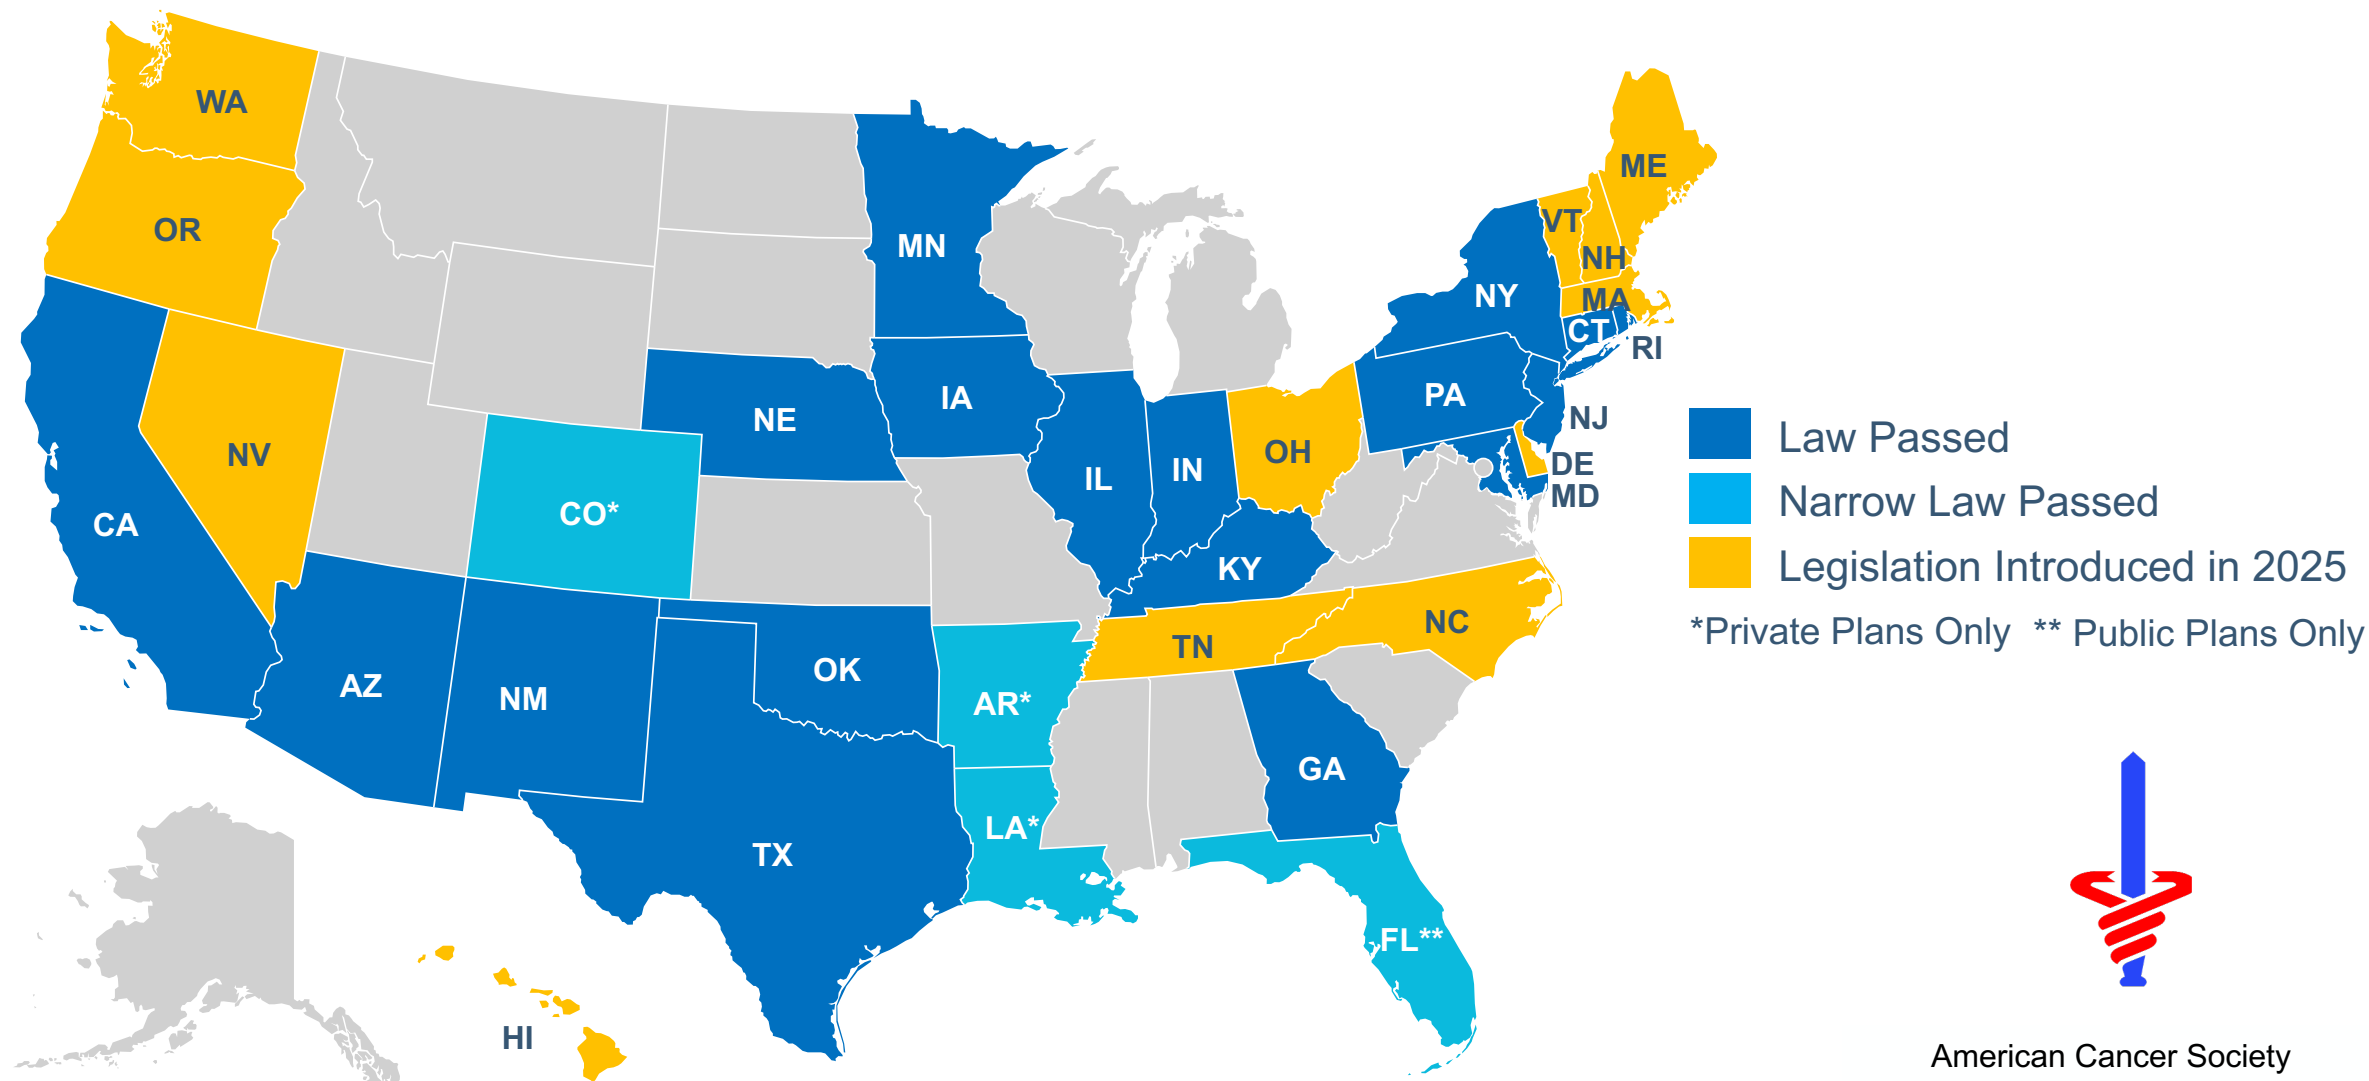 WA
ME
OR
VT
MN
NH
NY
MA
CT
RI
IA
PA
NE
NJ
Law Passed
NV
OH
IL
IN
DE
MD
Narrow Law Passed
CO*
CA
KY
Legislation Introduced in 2025
TN
NC
*Private Plans Only ** Public Plans Only
OK
AZ
NM
AR*
GA
LA*
TX
FL**
HI
American Cancer Society